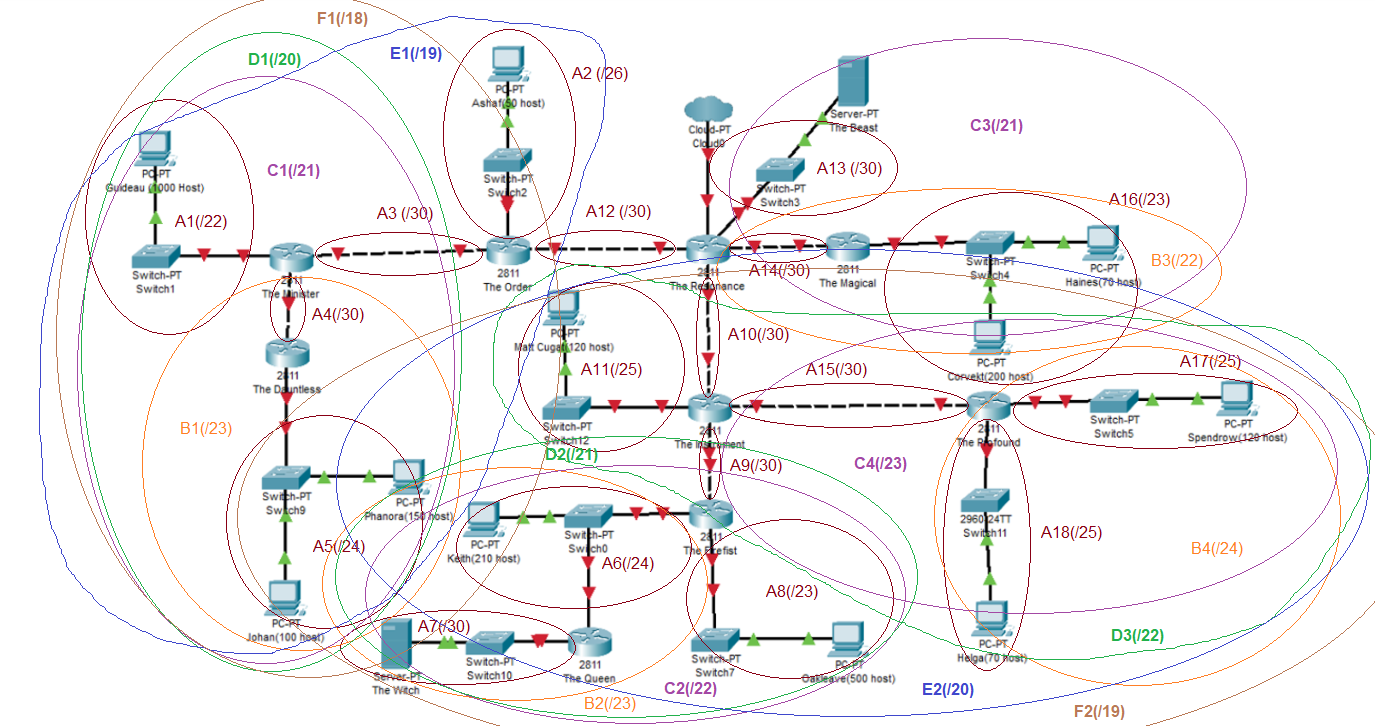 F1(/18)
D1(/20)
E1(/19)
PC-PT
Ashaf(50 host)
A2 (/26)
Switch-PT
Switch2
Cloud-PT
Cloud0
Server-PT
The Beast
C3(/21)
A13 (/30)
Switch-PT
Switch3
PC-PT
Guideau (1000 Host)
C1(/21)
A1(/22)
Switch-PT
Switch1
A3 (/30)
A12 (/30)
A16(/23)
2811
The Minister
2811
The Order
2811
The Resonance
A14(/30)
2811
The Magical
Switch-PT
Switch4
PC-PT
Haines(70 host)
B3(/22)
A4(/30)
PC-PT
Matt Cugat(120 host)
A10(/30)
PC-PT
Corvekt(200 host)
2811
The Dauntless
A11(/25)
A15(/30)
A17(/25)
Switch-PT
Switch12
2811
The Instrument
2811
The Profound
Switch-PT
Switch5
PC-PT
Spendrow(120 host)
B1(/23)
D2(/21)
A9(/30)
C4(/23)
Switch-PT
Switch9
PC-PT
Phanora(150 host)
2960-24TT
Switch11
A5(/24)
PC-PT
Keith(210 host)
Switch-PT
Switch0
A6(/24)
2811
The Prefist
A18(/25)
B4(/24)
A8(/23)
PC-PT
Johan(100 host)
A7(/30)
Server-PT
The Witch
Switch-PT
Switch10
2811
The Queen
Switch-PT
Switch7
PC-PT
Oakleave(500 host)
PC-PT
Helga(70 host)
D3(/22)
C2(/22)
B2(/23)
E2(/20)
F2(/19)